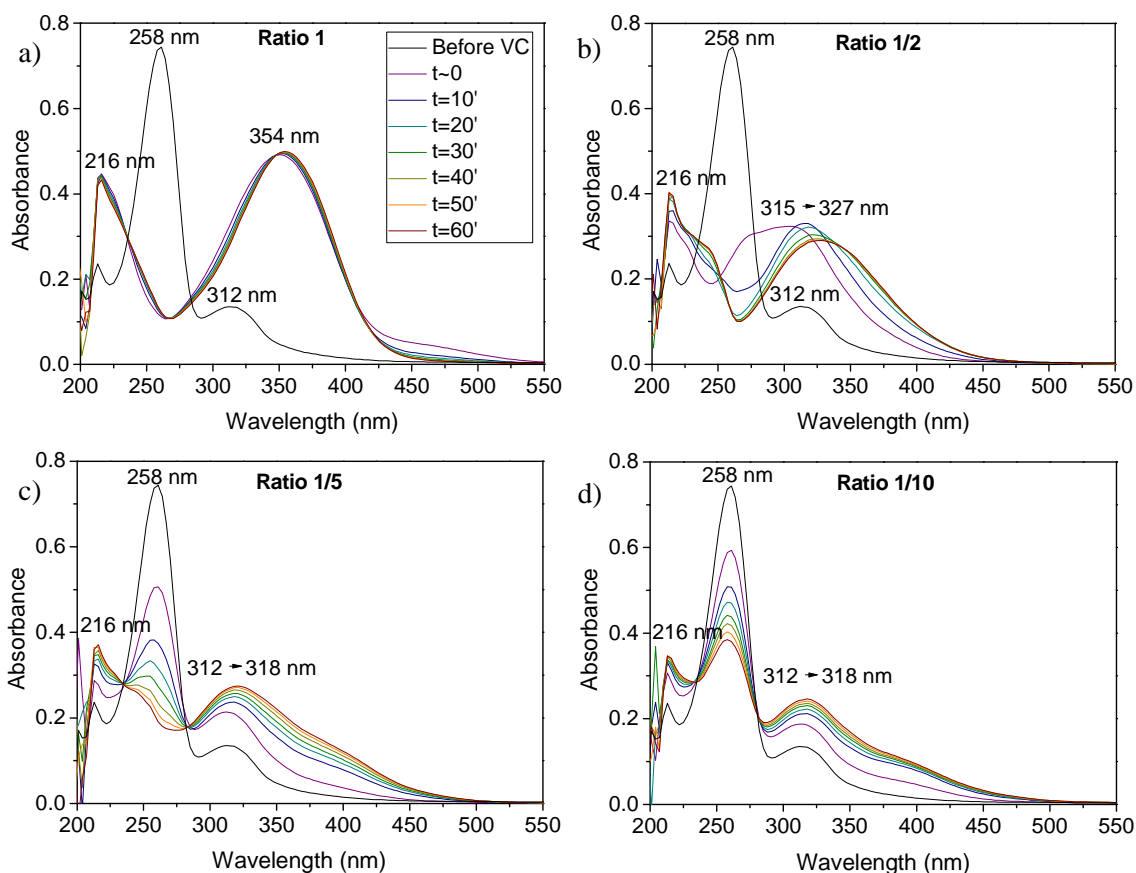 a)
Ratio 1
258 nm
216 nm
354 nm
312 nm
Before VC
t~0
t=10'
t=20'
t=30'
t=40'
t=50'
t=60'
Absorbance
0.8
0.6
0.4
0.2
0.0
200 250 300 350 400 450 500 550
Wavelength (nm)
b)
Ratio 1/2
258 nm
216 nm
315 → 327 nm
312 nm
Absorbance
0.8
0.6
0.4
0.2
0.0
200 250 300 350 400 450 500 550
Wavelength (nm)
c)
Ratio 1/5
258 nm
216 nm
312 → 318 nm
Absorbance
0.8
0.6
0.4
0.2
0.0
200 250 300 350 400 450 500 550
Wavelength (nm)
d)
Ratio 1/10
258 nm
216 nm
312 → 318 nm
Absorbance
0.8
0.6
0.4
0.2
0.0
200 250 300 350 400 450 500 550
Wavelength (nm)